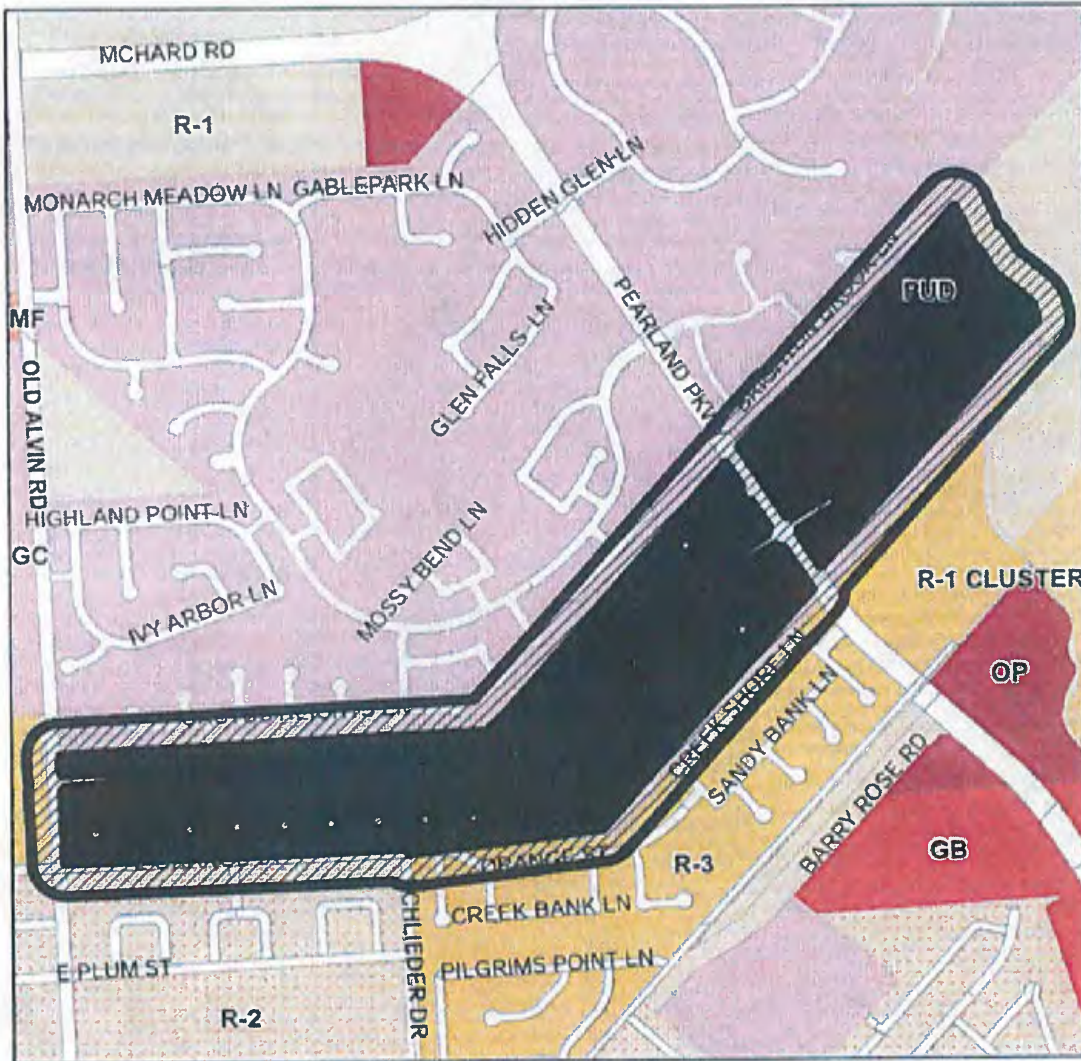 MCHARD RD
R-1
MONARCH MEADOW LN
GABLEPARK LN
HIDDEN GLEN LN
PUD
MF
PEARLAND PKWY
GLEN FALLS LN
OLD ALVIN RD
HIGHLAND POINT LN
GC
MOSSY BEND LN
R-1 CLUSTER
IVY ARBOR LN
OP
SANDY BANK LN
BARRY ROSE RD
GB
ORANGE ST
R-3
CREEK BANK LN
E PLUM ST
PILGRIMS POINT LN
R-2